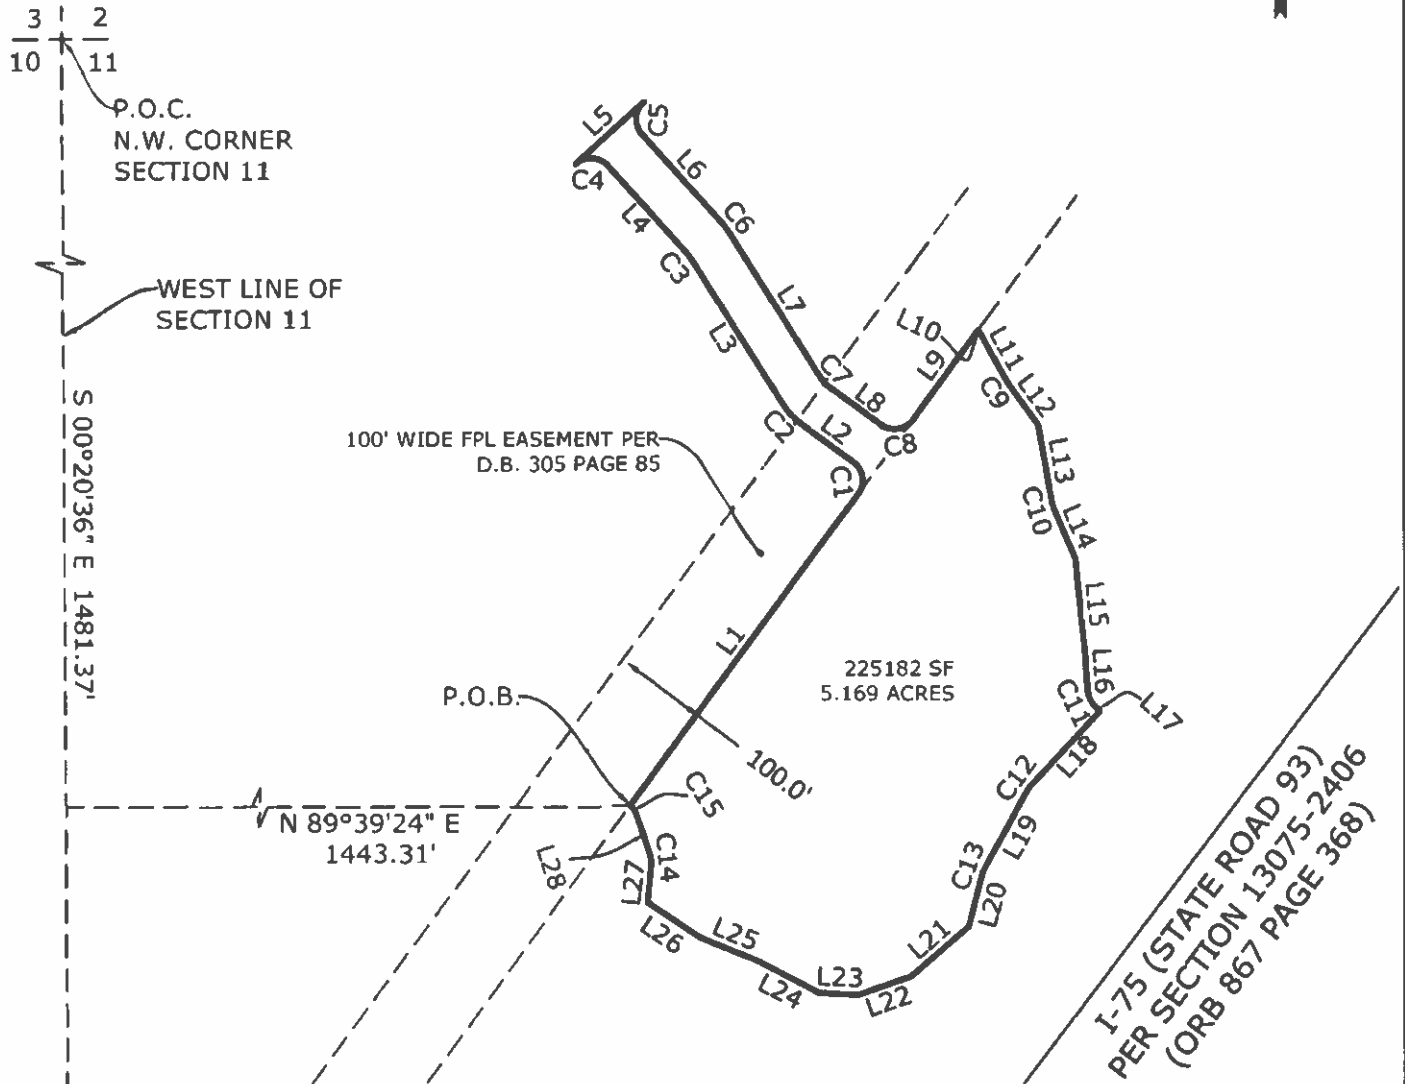 3 2
10 11
P.O.C.
N.W. CORNER
SECTION 11
WEST LINE OF
SECTION 11
S 00°20'36" E 1481.37'
L5
C5
C4
L6
L4
C6
C3
L7
L3
L10
L11
C7
L9
L8
C9
L12
C2
L2
C8
100' WIDE FPL EASEMENT PER
D.B. 305 PAGE 85
C1
L13
C10
L14
L15
L1
L16
225182 SF
5.169 ACRES
P.O.B.
C11
L17
L18
100.0'
C15
C12
N 89°39'24" E
1443.31'
L19
C14
L28
C13
L27
L20
L26
L25
L21
L24
L23
L22
I-75 (STATE ROAD 93)
PER SECTION 13075-2406
(ORB 867 PAGE 368)